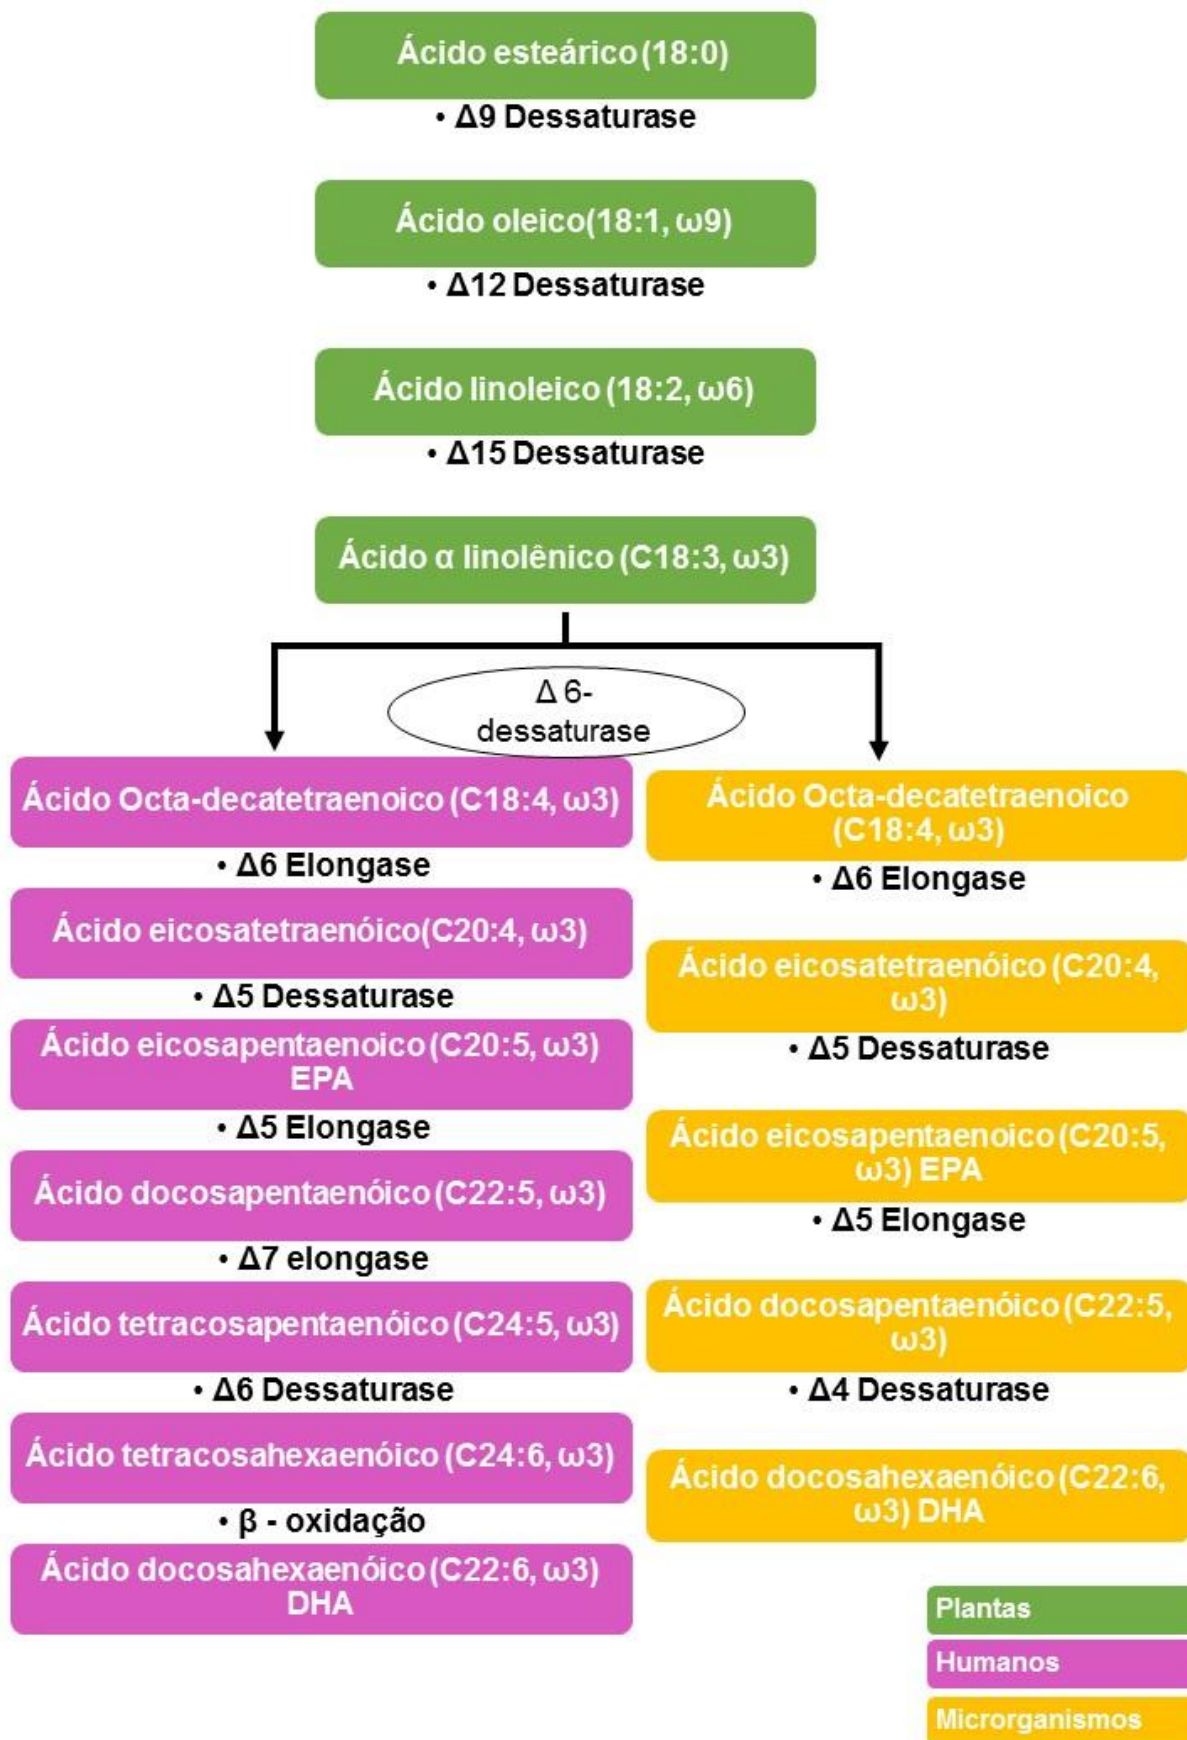 Ácido esteárico (18:0)
• Δ9 Dessaturase
Ácido oleico(18:1, ω9)
• Δ12 Dessaturase
Ácido linoleico (18:2, ω6)
• Δ15 Dessaturase
Ácido α linolênico (C18:3, ω3)
Δ 6-
dessaturase
Ácido Octa-decatetraenoico (C18:4, ω3)
• Δ6 Elongase
Ácido eicosatetraenóico(C20:4, ω3)
• Δ5 Dessaturase
Ácido eicosapentaenoico (C20:5, ω3)
EPA
• Δ5 Elongase
Ácido docosapentaenóico (C22:5, ω3)
• Δ7 elongase
Ácido tetracosapentaenóico (C24:5, ω3)
• Δ6 Dessaturase
Ácido tetracosahexaenóico (C24:6, ω3)
• β - oxidação
Ácido docosahexaenóico (C22:6, ω3)
DHA
Ácido Octa-decatetraenoico
(C18:4, ω3)
• Δ6 Elongase
Ácido eicosatetraenóico (C20:4,
ω3)
• Δ5 Dessaturase
Ácido eicosapentaenoico (C20:5,
ω3) EPA
• Δ5 Elongase
Ácido docosapentaenóico (C22:5,
ω3)
• Δ4 Dessaturase
Ácido docosahexaenóico (C22:6,
ω3) DHA
Plantas
Humanos
Microrganismos